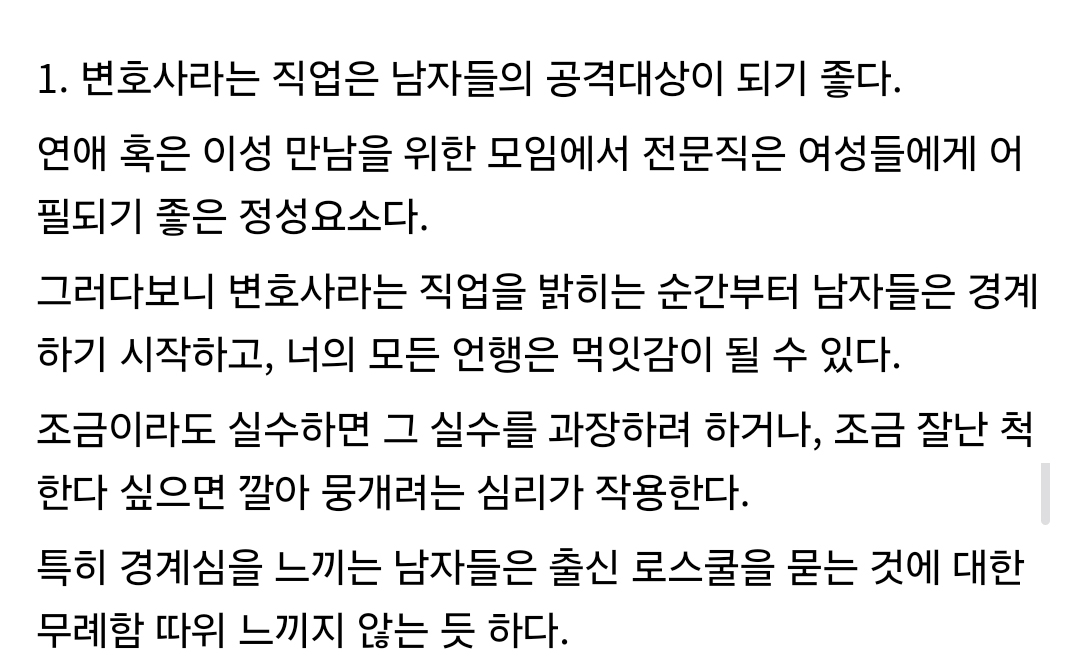 1. 변호사라는 직업은 남자들의 공격대상이 되기 좋다.
연애 혹은 이성 만남을 위한 모임에서 전문직은 여성들에게 어
필되기 좋은 정성요소다.
그러다보니 변호사라는 직업을 밝히는 순간부터 남자들은 경계
하기 시작하고, 너의 모든 언행은 먹잇감이 될 수 있다.
조금이라도 실수하면 그 실수를 과장하려 하거나, 조금 잘난 척
한다 싶으면 깔아 뭉개려는 심리가 작용한다.
특히 경계심을 느끼는 남자들은 출신 로스쿨을 묻는 것에 대한
무례함 따위 느끼지 않는 듯 하다.